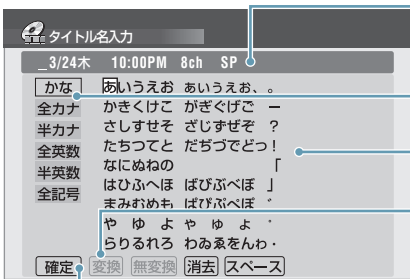 タイトル名入力
_3/24木 10:00PM 8ch SP
かな あいうえお ぁぃぅぇぉ、。
全カナ かきくけこ がぎぐげご ー
半カナ さしすせそ ざじずぜぞ ?
全英数 たちつてと だぢづでどっ!
半英数 なにぬねの 「
全記号 はひふへほ ばびぶべぼ 」
まみむめも ぱぴぷぺぽ ゛
や ゆ よ ゃ ゅ ょ ゜
らりるれろ わゐゑをんゎ・
確定 変換 無変換 消去 スペース